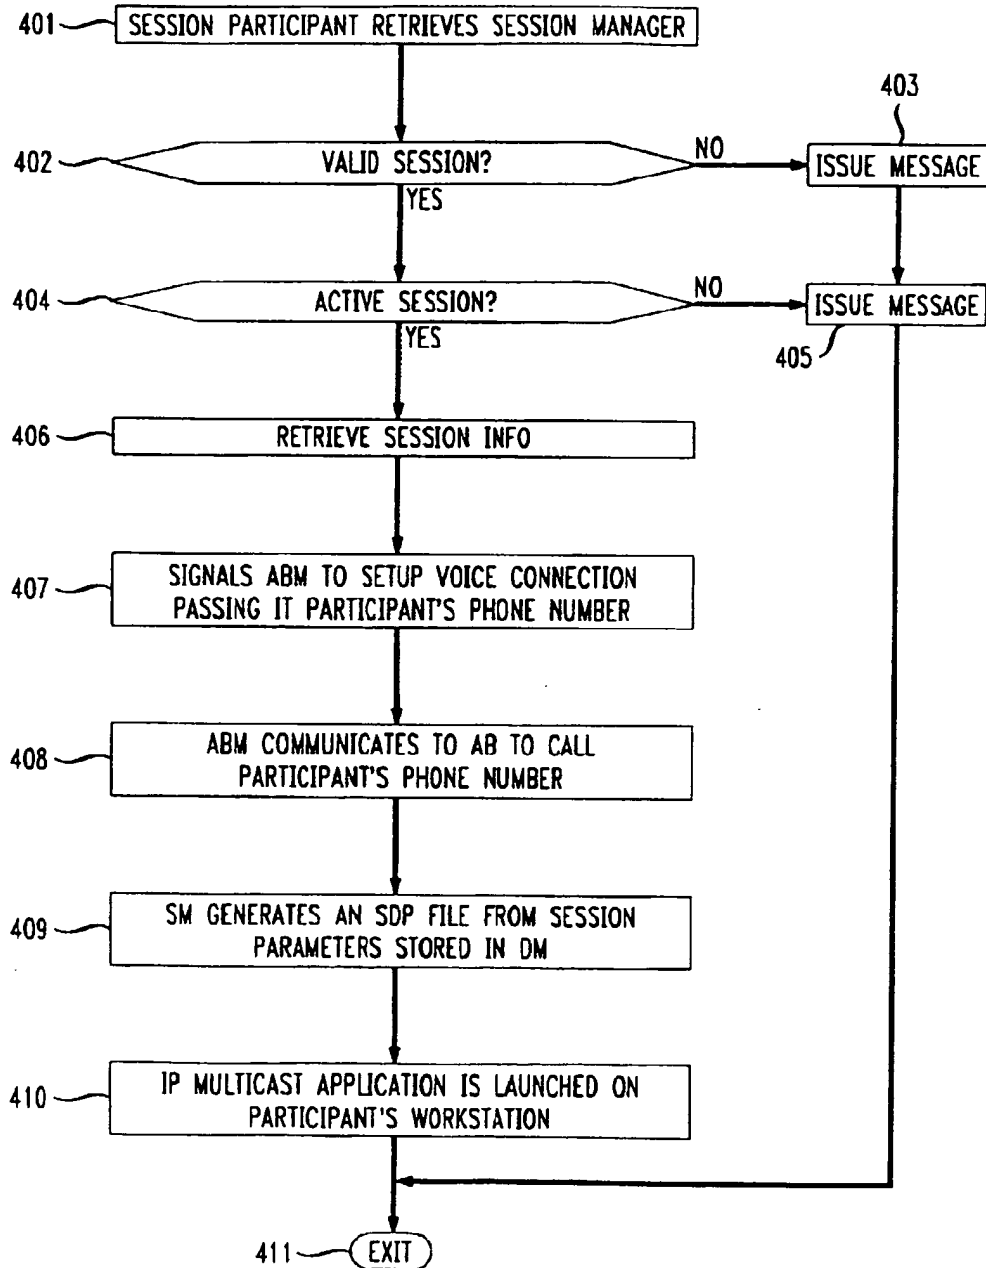 401
SESSION PARTICIPANT RETRIEVES SESSION MANAGER
403
402
VALID SESSION?
NO
ISSUE MESSAGE
YES
404
ACTIVE SESSION?
NO
ISSUE MESSAGE
YES
405
406
RETRIEVE SESSION INFO
407
SIGNALS ABM TO SETUP VOICE CONNECTION
PASSING IT PARTICIPANT'S PHONE NUMBER
408
ABM COMMUNICATES TO AB TO CALL
PARTICIPANT'S PHONE NUMBER
409
SM GENERATES AN SDP FILE FROM SESSION
PARAMETERS STORED IN DM
410
IP MULTICAST APPLICATION IS LAUNCHED ON
PARTICIPANT'S WORKSTATION
411
EXIT